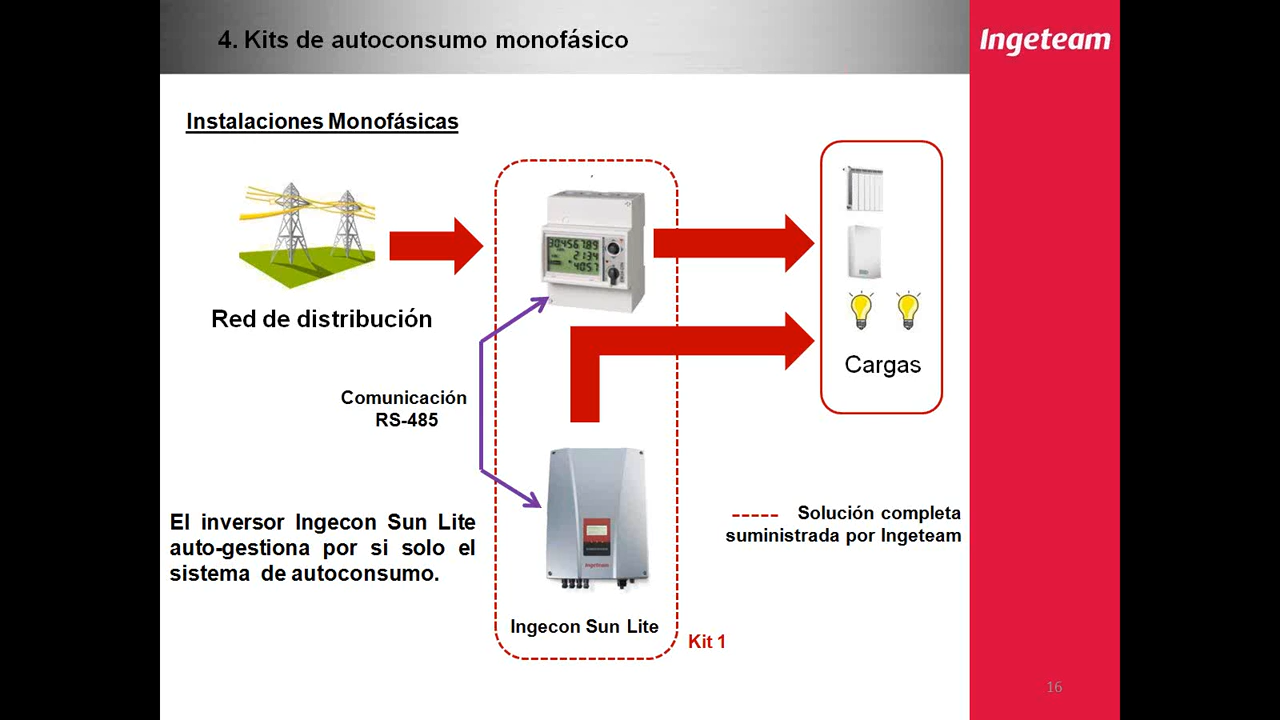 4. Kits de autoconsumo monofásico
Ingeteam
Instalaciones Monofásicas
Red de distribución
Cargas
Comunicación
RS-485
El inversor Ingecon Sun Lite
auto-gestiona por si solo el
sistema de autoconsumo.
Solución completa
suministrada por Ingeteam
Ingeteam
Ingecon Sun Lite
Kit 1
16